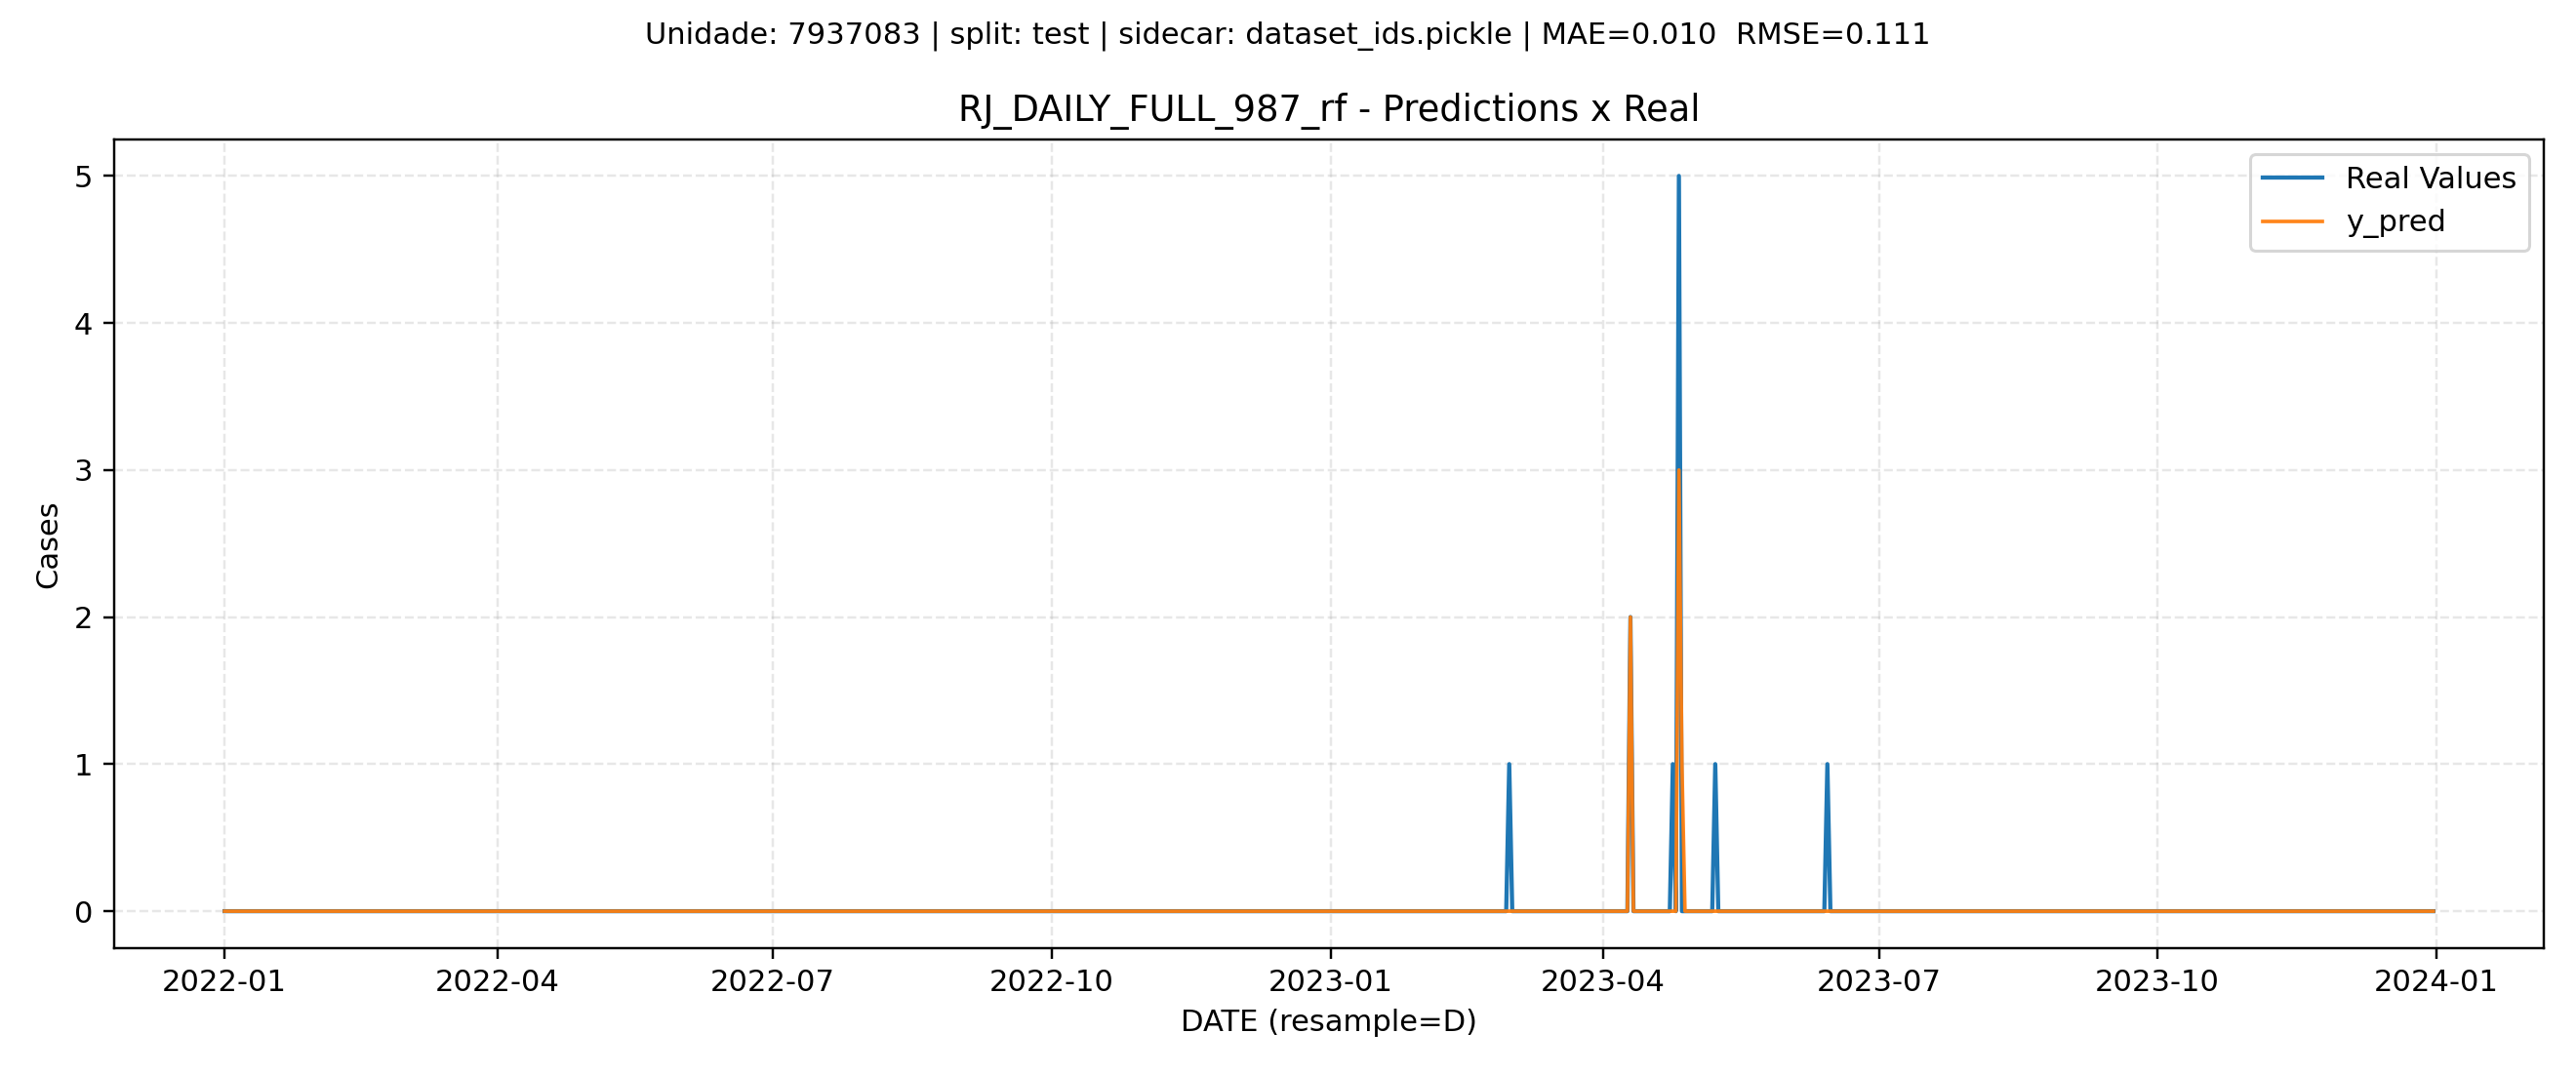 Unidade: 7937083 | split: test | sidecar: dataset_ids.pickle | MAE=0.010  RMSE=0.111
RJ_DAILY_FULL_987_rf - Predictions x Real
Real Values
y_pred
5
4
3
2
1
0
Cases
2022-01
2022-04
2022-07
2022-10
2023-01
2023-04
2023-07
2023-10
2024-01
DATE (resample=D)